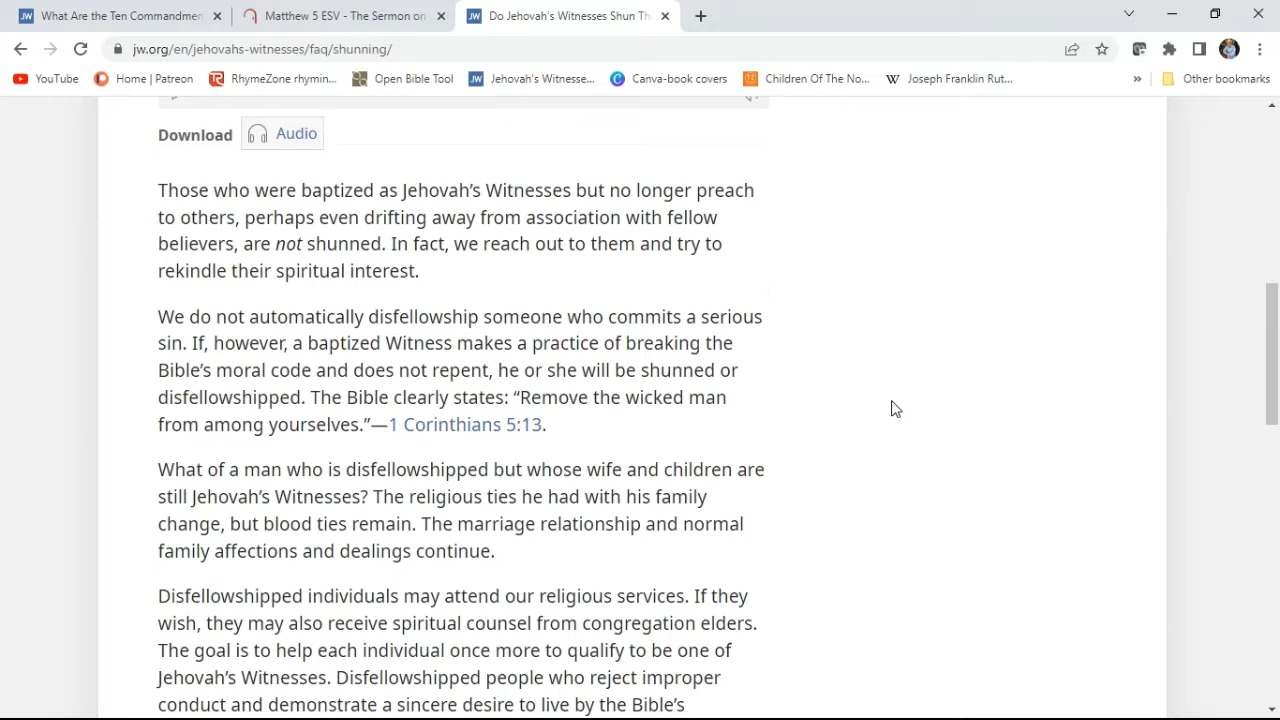 What Are the Ten Commandmen
Matthew 5 ESV - The Sermon on
Do Jehovah's Witnesses Shun Th
jw.org/en/jehovahs-witnesses/faq/shunning/
YouTube
Home | Patreon
RhymeZone rhymin...
Open Bible Tool
Jehovah's Witnesse...
Canva-book covers
Children Of The No...
Joseph Franklin Rut...
»
Other bookmarks
Download Audio
Those who were baptized as Jehovah’s Witnesses but no longer preach
to others, perhaps even drifting away from association with fellow
believers, are not shunned. In fact, we reach out to them and try to
rekindle their spiritual interest.
We do not automatically disfellowship someone who commits a serious
sin. If, however, a baptized Witness makes a practice of breaking the
Bible’s moral code and does not repent, he or she will be shunned or
disfellowshipped. The Bible clearly states: “Remove the wicked man
from among yourselves.”—1 Corinthians 5:13.
What of a man who is disfellowshipped but whose wife and children are
still Jehovah’s Witnesses? The religious ties he had with his family
change, but blood ties remain. The marriage relationship and normal
family affections and dealings continue.
Disfellowshipped individuals may attend our religious services. If they
wish, they may also receive spiritual counsel from congregation elders.
The goal is to help each individual once more to qualify to be one of
Jehovah’s Witnesses. Disfellowshipped people who reject improper
conduct and demonstrate a sincere desire to live by the Bible’s